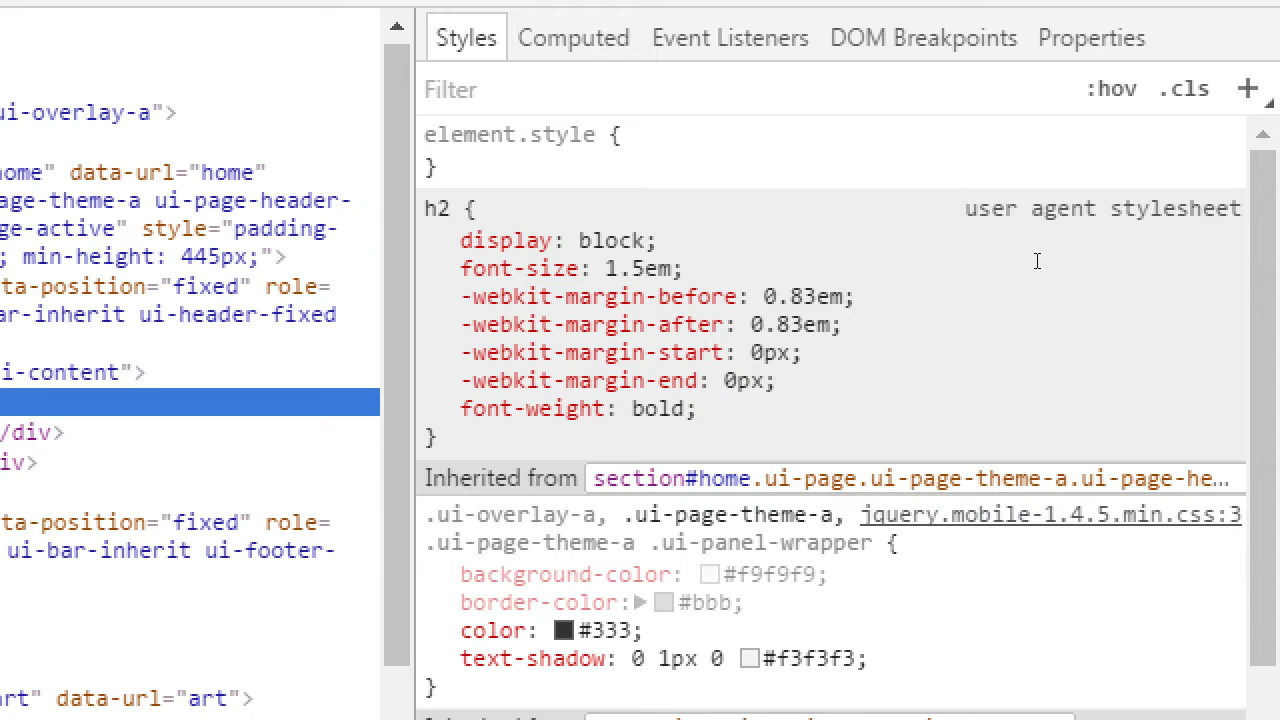 ui-overlay-a">
home" data-url="home"
age-theme-a ui-page-header-
ge-active" style="padding-
; min-height: 445px;">
ta-position="fixed" role=
ar-inherit ui-header-fixed
i-content">
/div>
iv>
ta-position="fixed" role=
ui-bar-inherit ui-footer-
art" data-url="art">
Styles Computed Event Listeners DOM Breakpoints Properties
Filter :hov .cls +
element.style {
}
h2 { user agent stylesheet
display: block;
font-size: 1.5em;
-webkit-margin-before: 0.83em;
-webkit-margin-after: 0.83em;
-webkit-margin-start: 0px;
-webkit-margin-end: 0px;
font-weight: bold;
}
Inherited from section#home.ui-page.ui-page-theme-a.ui-page-he…
.ui-overlay-a, .ui-page-theme-a, jquery.mobile-1.4.5.min.css:3
.ui-page-theme-a .ui-panel-wrapper {
background-color: #f9f9f9;
border-color: #bbb;
color: #333;
text-shadow: 0 1px 0 #f3f3f3;
}